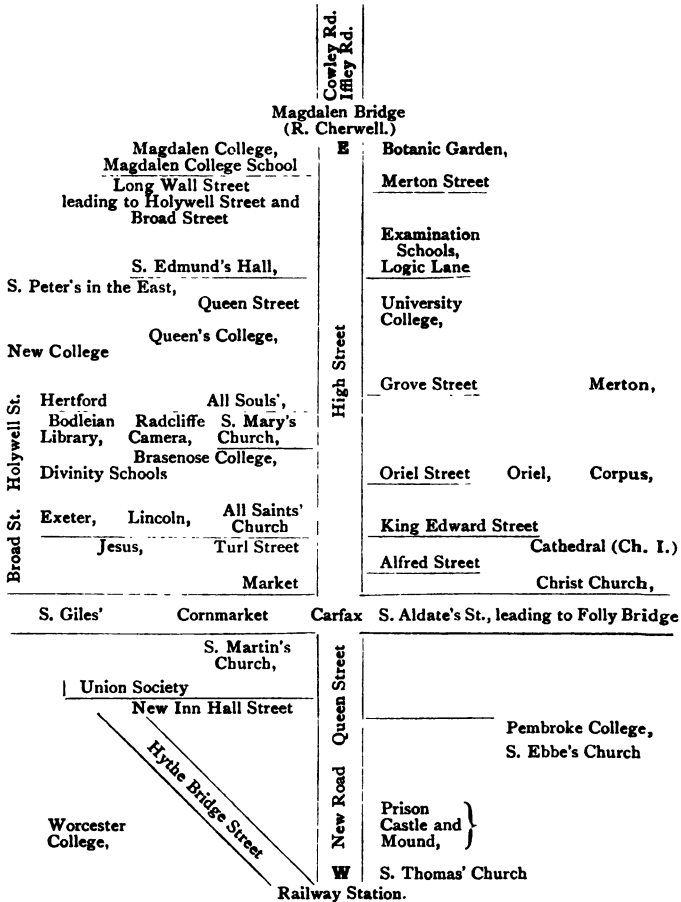 Cowley Rd.
Iffley Rd.
Magdalen Bridge
(R. Cherwell.)
E
Magdalen College,
Magdalen College School
Long Wall Street
leading to Holywell Street and
Broad Street
S. Edmund's Hall,
S. Peter's in the East,
Queen Street
Queen's College,
New College
Holywell St.
Hertford All Souls',
Bodleian Radcliffe S. Mary's
Library, Camera, Church,
Brasenose College,
Divinity Schools
Broad St.
Exeter, Lincoln, All Saints'
Church
Jesus, Turl Street
Market
High Street
Botanic Garden,
Merton Street
Examination
Schools,
Logic Lane
University
College,
Grove Street Merton,
Oriel Street Oriel, Corpus,
King Edward Street
Cathedral (Ch. I.)
Alfred Street
Christ Church,
S. Giles' Cornmarket Carfax S. Aldate's St., leading to Folly Bridge
S. Martin's
Church,
Union Society
New Inn Hall Street
Hythe Bridge Street
Worcester
College,
Queen Street
New Road
Pembroke College,
S. Ebbe's Church
Prison
Castle and
Mound,
W
S. Thomas' Church
Railway Station.